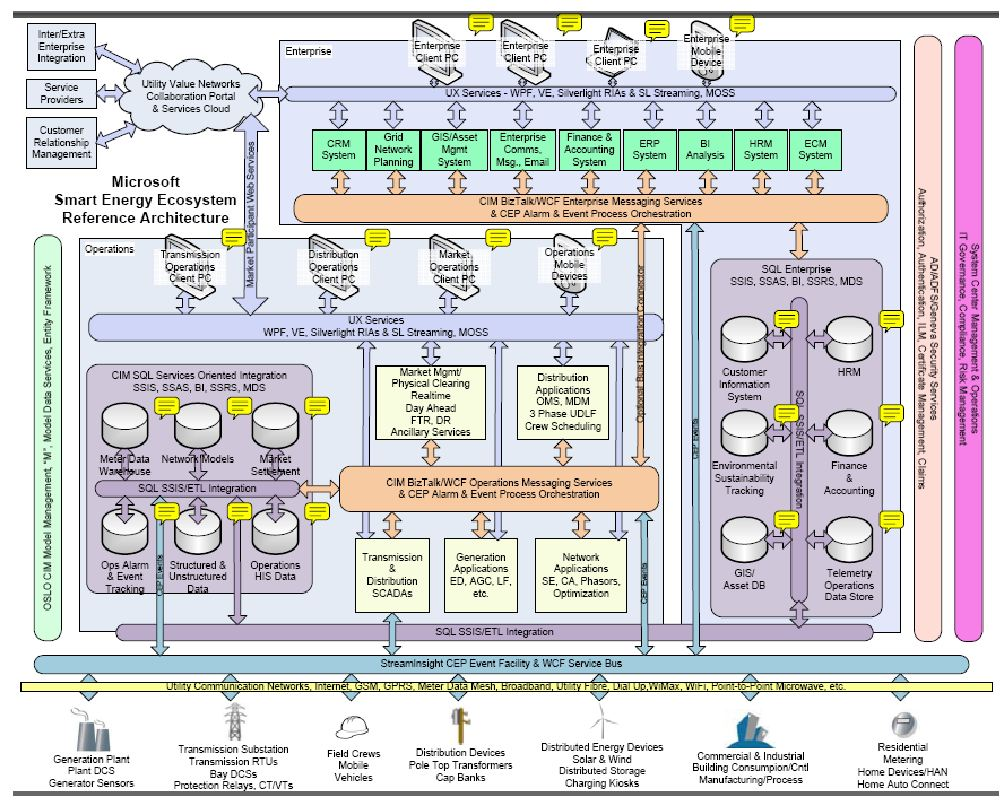 Inter/Extra
Enterprise
Integration
Service
Providers
Customer
Relationship
Management
Utility Value Networks
Collaboration Portal
& Services Cloud
Microsoft
Smart Energy Ecosystem
Reference Architecture
Market Participant Web Services
Enterprise
Enterprise
Client PC
Enterprise
Client PC
Enterprise
Client PC
Enterprise
Mobile
Device
UX Services - WPF, VE, Silverlight RIAs & SL Streaming, MOSS
CRM
System
Grid
Network
Planning
GIS/Asset
Mgmt
System
Enterprise
Comms,
Msg., Email
Finance &
Accounting
System
ERP
System
BI
Analysis
HRM
System
ECM
System
CIM BizTalk/WCF Enterprise Messaging Services
& CEP Alarm & Event Process Orchestration
Operations
Transmission
Operations
Client PC
Distribution
Operations
Client PC
Market
Operations
Client PC
Operations
Mobile
Devices
UX Services
WPF, VE, Silverlight RIAs & SL Streaming, MOSS
CIM SQL Services Oriented Integration
SSIS, SSAS, BI, SSRS, MDS
Meter Data
Warehouse
Network Models
Market
Settlement
SQL SSIS/ETL Integration
Ops Alarm
& Event
Tracking
Structured &
Unstructured
Data
Operations
HIS Data
CEP Events
Market Mgmt/
Physical Clearing
Realtime
Day Ahead
FTR, DR
Ancillary Services
Distribution
Applications
OMS, MDM
3 Phase UDLF
Crew Scheduling
CIM BizTalk/WCF Operations Messaging Services
& CEP Alarm & Event Process Orchestration
Transmission
&
Distribution
SCADAs
Generation
Applications
ED, AGC, LF,
etc.
Network
Applications
SE, CA, Phasors,
Optimization
CEP Events
CEP Events
SQL Enterprise
SSIS, SSAS, BI, SSRS, MDS
Customer
Information
System
HRM
Environmental
Sustainability
Tracking
Finance
&
Accounting
GIS/
Asset DB
Telemetry
Operations
Data Store
SQL SSIS/ETL Integration
SQL SSIS/ETL Integration
OSLO CIM Model Management,"M", Model Data Services, Entity Framework
AD/ADFS/Geneva Security Services
Authorization, Authentication, ILM, Certificate Management, Claims
System Center Management & Operations
IT Governance, Compliance, Risk Management
StreamInsight CEP Event Facility & WCF Service Bus
Utility Communication Networks, Internet, GSM, GPRS, Meter Data Mesh, Broadband, Utility Fibre, Dial Up,WiMax, WiFi, Point-to-Point Microwave, etc.
Generation Plant
Plant DCS
Generator Sensors
Transmission Substation
Transmission RTUs
Bay DCSs
Protection Relays, CT/VTs
Field Crews
Mobile
Vehicles
Distribution Devices
Pole Top Transformers
Cap Banks
Distributed Energy Devices
Solar & Wind
Distributed Storage
Charging Kiosks
Commercial & Industrial
Building Consumpion/Cntl
Manufacturing/Process
Residential
Metering
Home Devices/HAN
Home Auto Connect